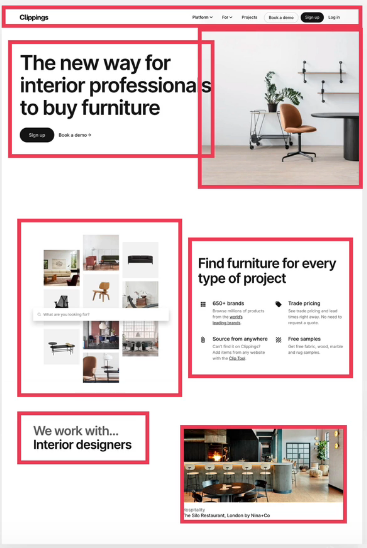 Clippings
Platform For Projects Book a demo Sign up Log in
The new way for
interior professionals
to buy furniture
Sign up Book a demo
What are you looking for?
Find furniture for every
type of project
650+ brands
Browse millions of products
from the world's
leading brands.
Trade pricing
See trade pricing and lead
times right away. No need to
request a quote.
Source from anywhere
Can't find it on Clippings?
Add items from any website
with the Clip Tool.
Free samples
Get free fabric, wood, marble
and rug samples.
We work with...
Interior designers
Hospitality
The Sto Restaurant, London by Nina+Co